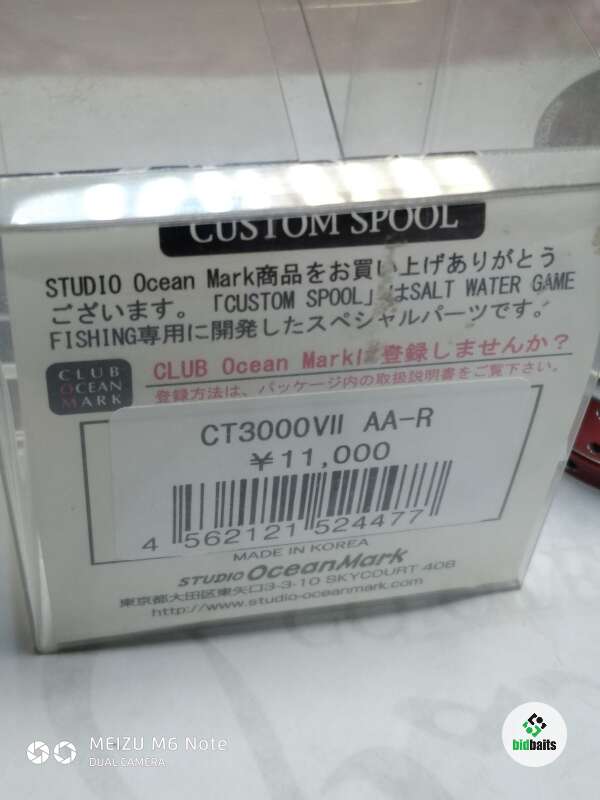 CUSTOM SPOOL
STUDIO Ocean Mark商品をお買い上げありがとう
ございます。「CUSTOM SPOOL」はSALT WATER GAME
FISHING専用に開発したスペシャルパーツです。
CLUB OCEAN MARK
CLUB Ocean Markに登録しませんか?
登録方法は、パッケージ内の取扱説明書をご覧下さい。
CT3000VII AA-R
¥11,000
4 562121 524477
MADE IN KOREA
STUDIO OceanMark
東京都大田区東矢口3-3-10 SKYCOURT 408
http://www.studio-oceanmark.com
MEIZU M6 Note
DUAL CAMERA
bidbaits